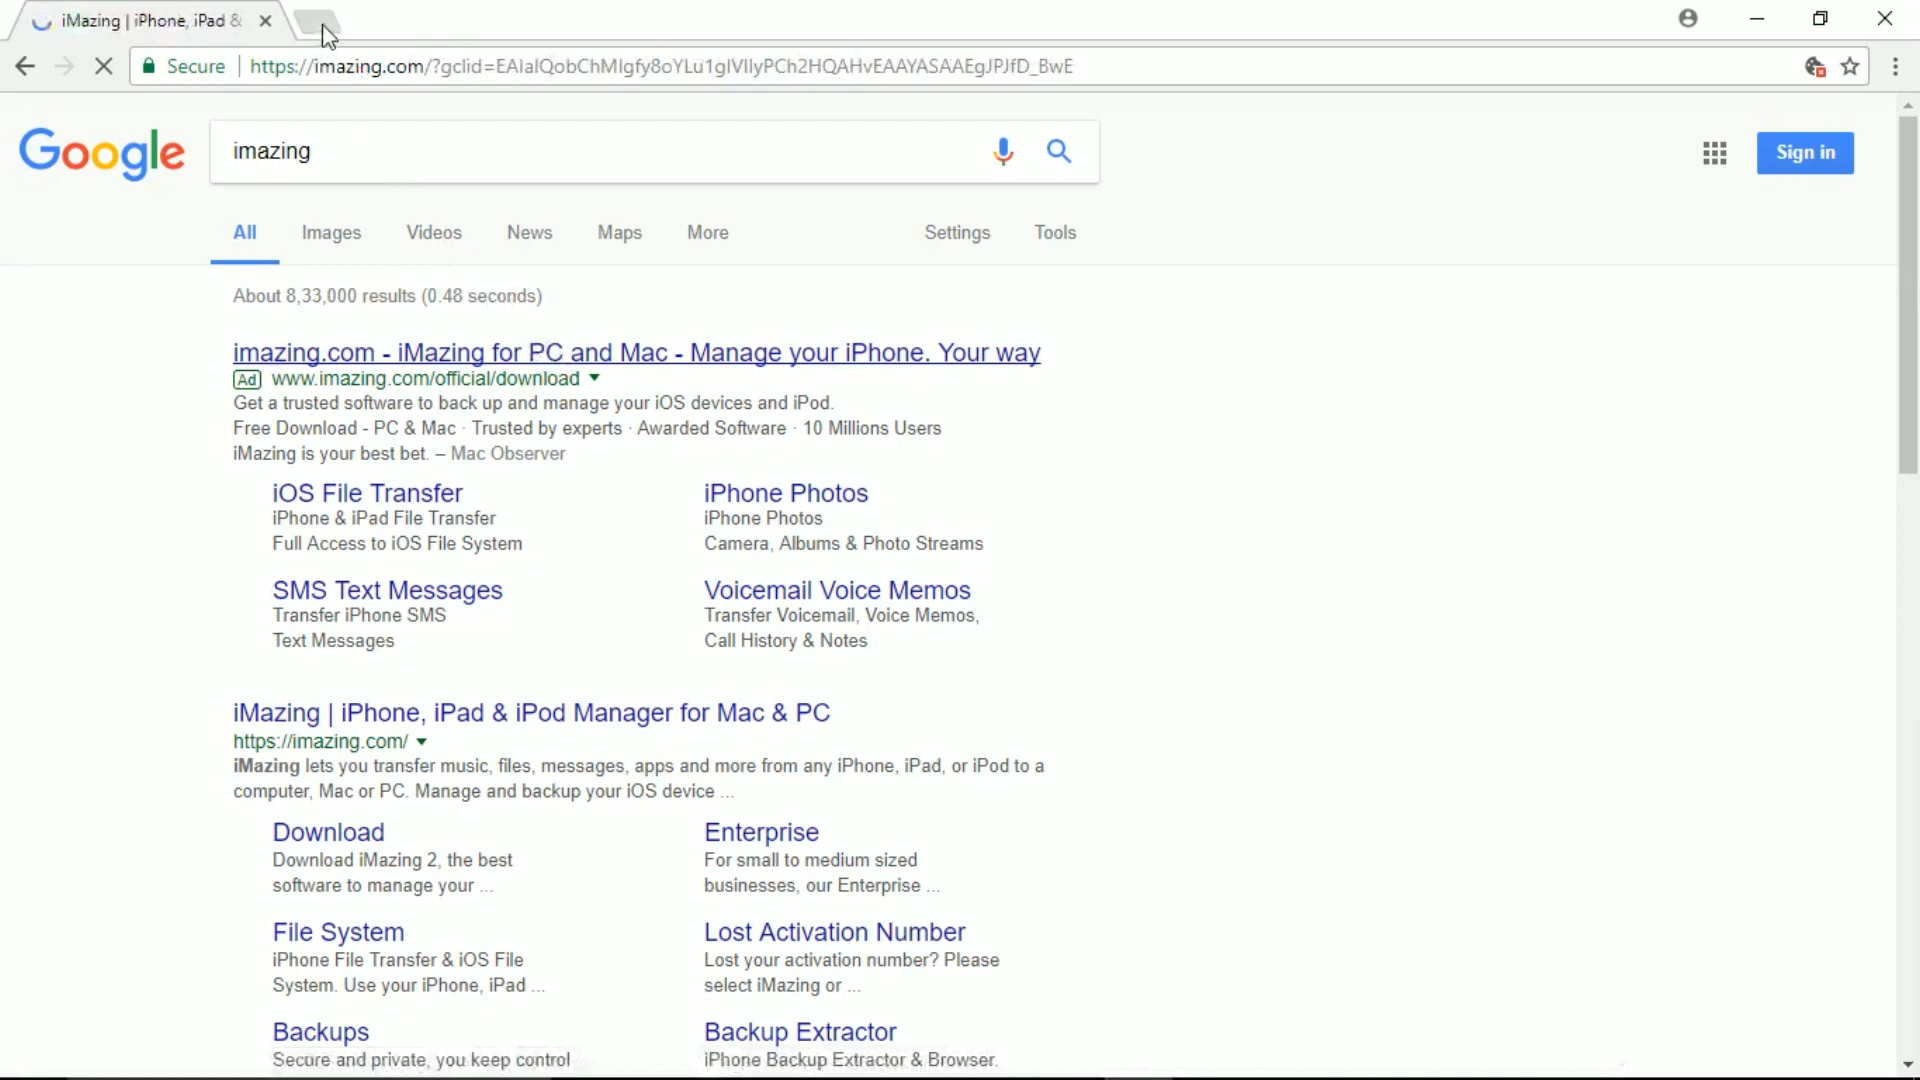 iMazing | iPhone, iPad &
Secure
https://imazing.com/?gclid=
Google
imazing
Sign in
All
Images
Videos
News
Maps
More
Settings
Tools
About 8,33,000 results (0.48 seconds)
imazing.com - iMazing for PC and Mac - Manage your iPhone. Your way
Ad www.imazing.com/official/download
Get a trusted software to back up and manage your iOS devices and iPod.
Free Download - PC & Mac · Trusted by experts · Awarded Software · 10 Millions Users
iMazing is your best bet. – Mac Observer
iOS File Transfer
iPhone & iPad File Transfer
Full Access to iOS File System
iPhone Photos
iPhone Photos
Camera, Albums & Photo Streams
SMS Text Messages
Transfer iPhone SMS
Text Messages
Voicemail Voice Memos
Transfer Voicemail, Voice Memos,
Call History & Notes
iMazing | iPhone, iPad & iPod Manager for Mac & PC
https://imazing.com/
iMazing lets you transfer music, files, messages, apps and more from any iPhone, iPad, or iPod to a
computer, Mac or PC. Manage and backup your iOS device ...
Download
Download iMazing 2, the best
software to manage your ...
Enterprise
For small to medium sized
businesses, our Enterprise ...
File System
iPhone File Transfer & iOS File
System. Use your iPhone, iPad ...
Lost Activation Number
Lost your activation number? Please
select iMazing or ...
Backups
Secure and private, you keep control
Backup Extractor
iPhone Backup Extractor & Browser.